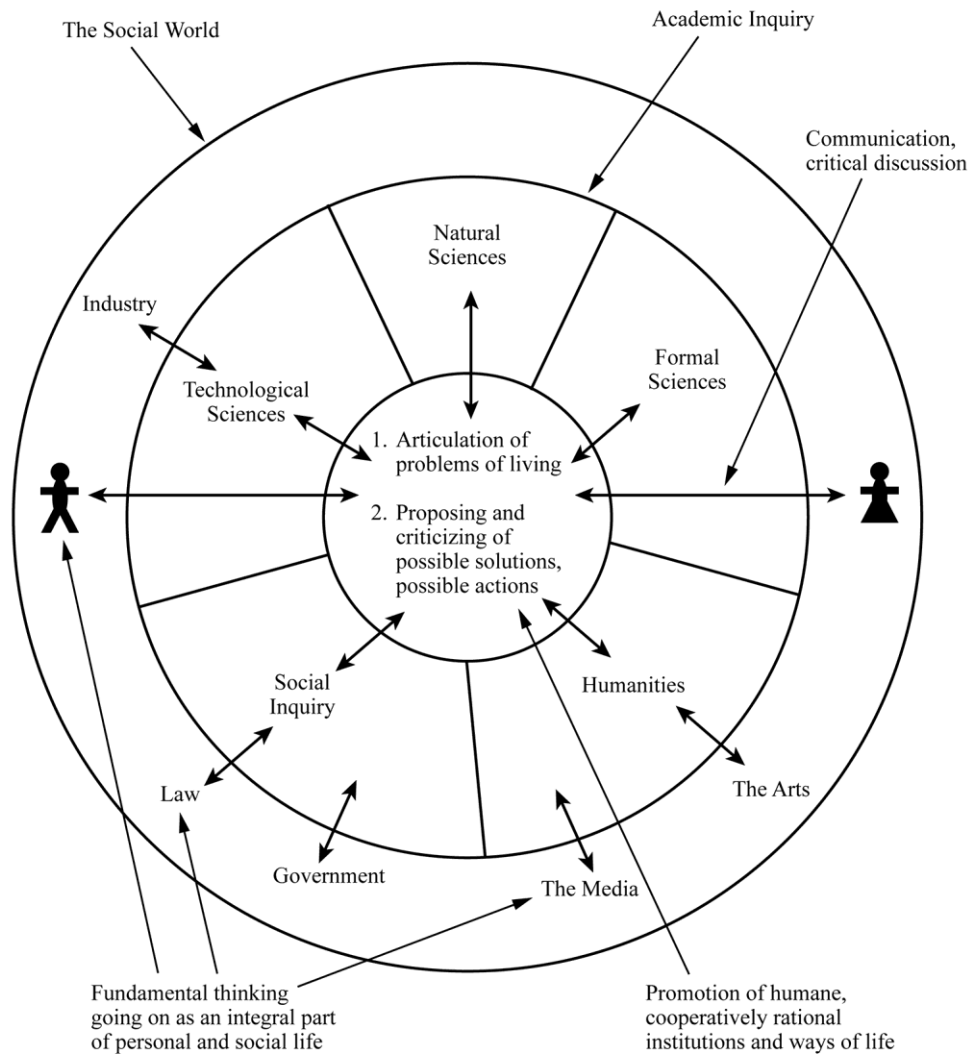 The Social World
Academic Inquiry
Communication,
critical discussion
Natural
Sciences
Industry
Formal
Sciences
Technological
Sciences
1. Articulation of
problems of living
2. Proposing and
criticizing of
possible solutions,
possible actions
Social
Inquiry
Humanities
Law
The Arts
Government
The Media
Fundamental thinking
going on as an integral part
of personal and social life
Promotion of humane,
cooperatively rational
institutions and ways of life